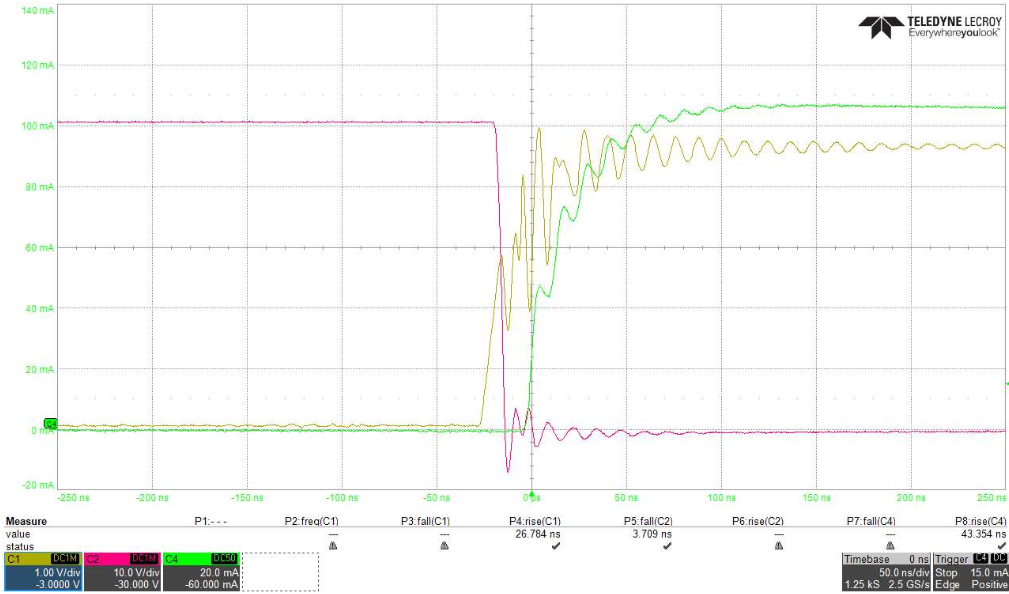 140 mA
TELEDYNE LECROY
Everywhereyoulook™
120 mA
100 mA
80 mA
60 mA
40 mA
20 mA
C4
0 mA
-20 mA
-250 ns -200 ns -150 ns -100 ns -50 ns 0 ns 50 ns 100 ns 150 ns 200 ns 250 ns
Measure P1:- - - P2:freq(C1) P3:fall(C1) P4:rise(C1) P5:fall(C2) P6:rise(C2) P7:fall(C4) P8:rise(C4)
value --- --- 26.784 ns 3.709 ns --- --- 43.354 ns
status
C1 DC1M C2 DC1M C4 DC50 Timebase 0 ns Trigger C4 DC
1.00 V/div 10.0 V/div 20.0 mA 50.0 ns/div Stop 15.0 mA
-3.0000 V -30.000 V -60.000 mA 1.25 kS 2.5 GS/s Edge Positive